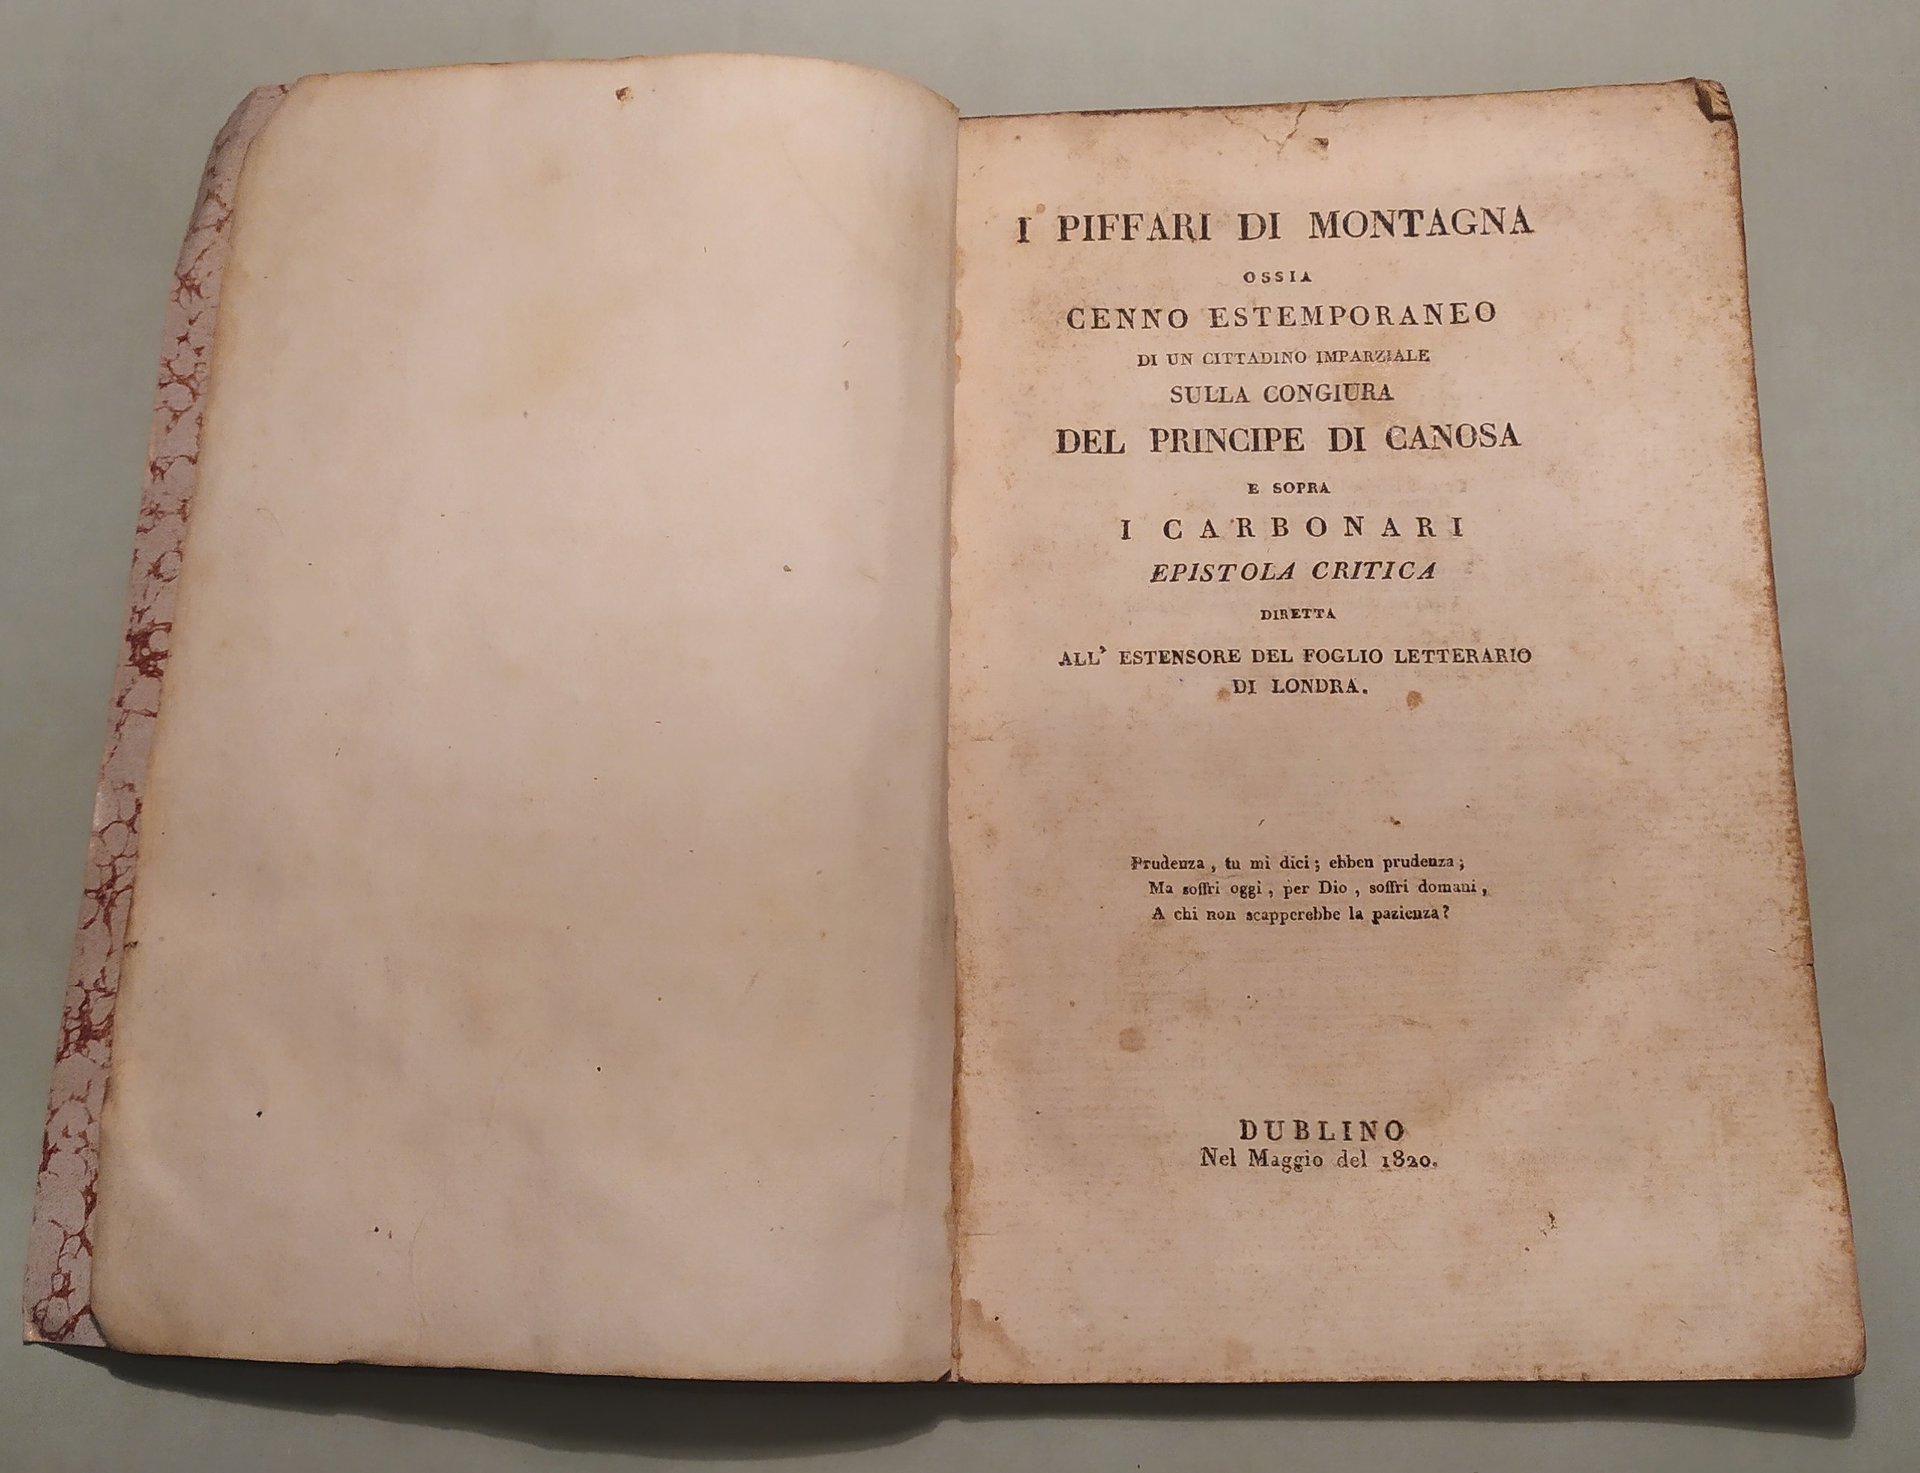 I PIFFARI DI MONTAGNA
OSSIA
CENNO ESTEMPORANEO
DI UN CITTADINO IMPARZIALE
SULLA CONGIURA
DEL PRINCIPE DI CANOSA
E SOPRA
I CARBONARI
EPISTOLA CRITICA
DIRETTA
ALL' ESTENSORE DEL FOGLIO LETTERARIO
DI LONDRA.
Prudenza, tu mi dici; ebben prudenza;
Ma soffri oggi, per Dio, soffri domani,
A chi non scapperebbe la pazienza?
DUBLINO
Nel Maggio del 1820.